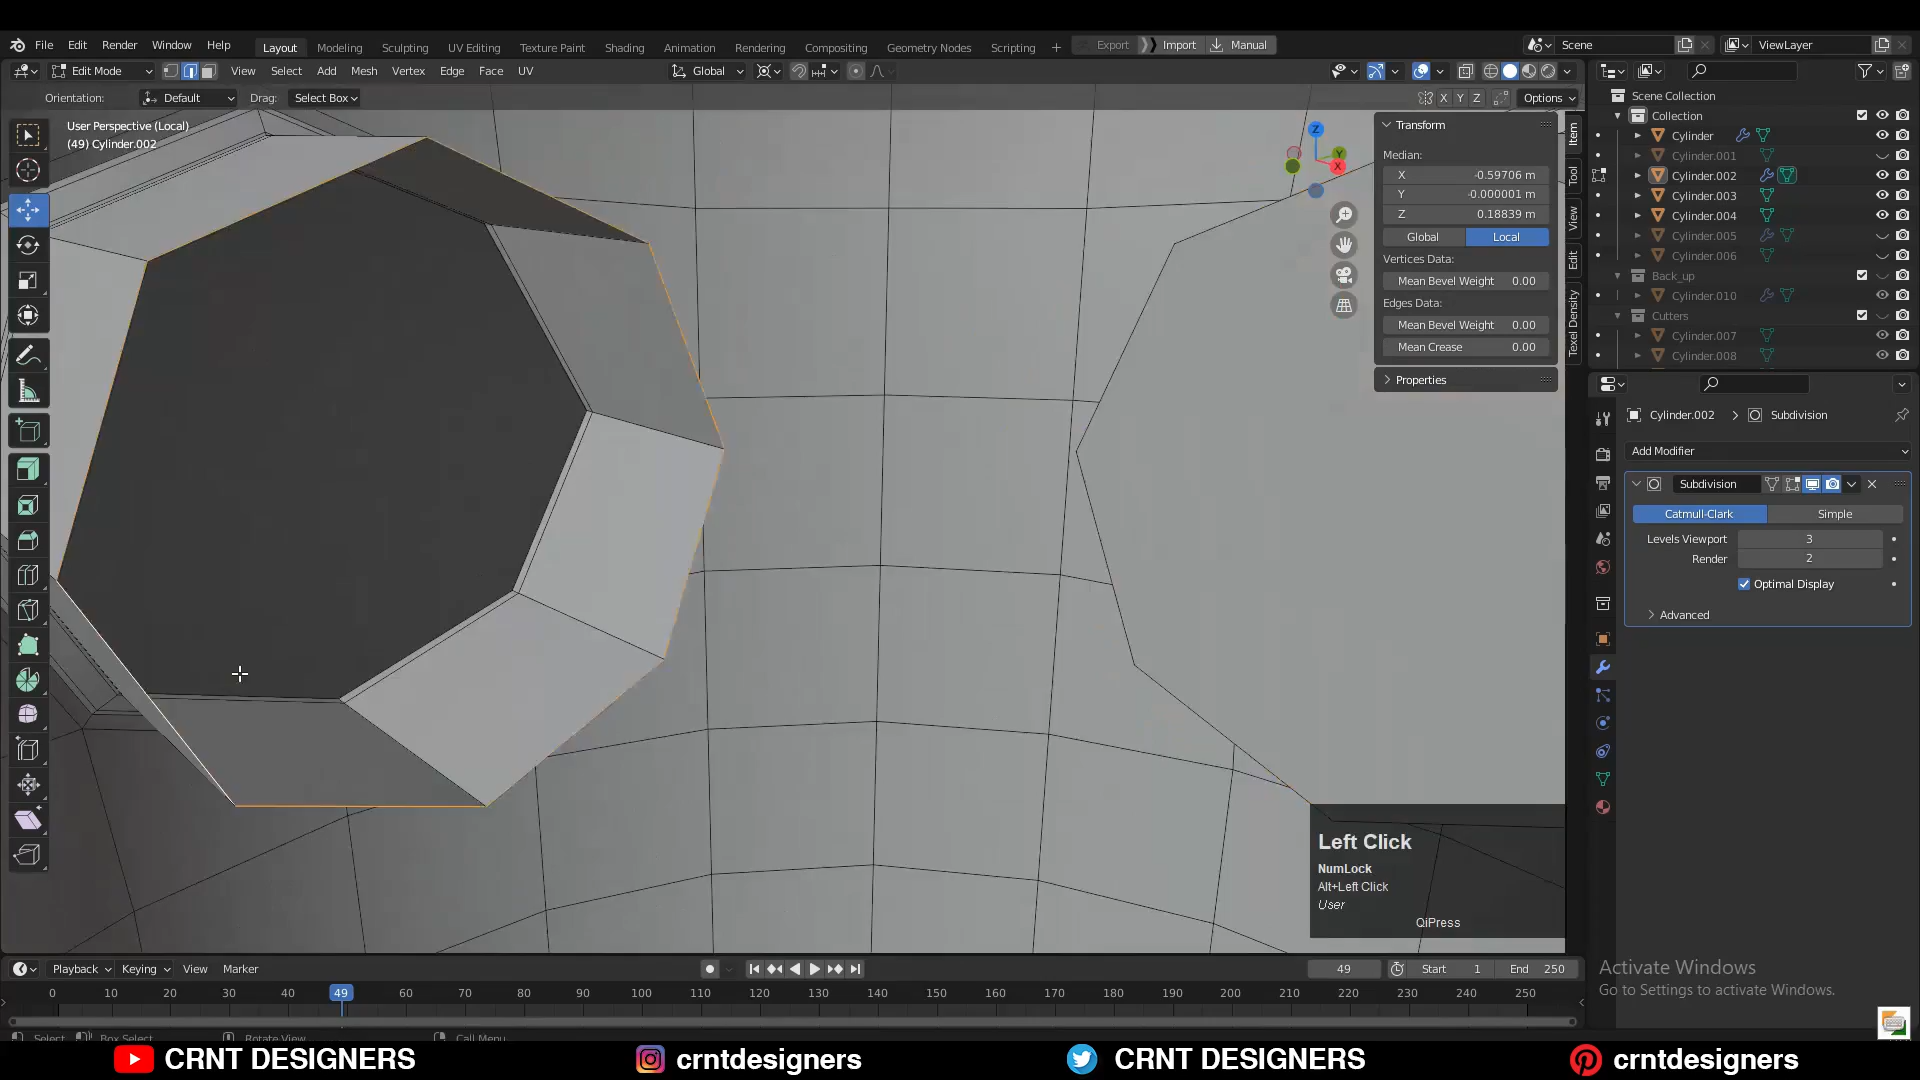 File Edit Render Window Help Layout Modeling Sculpting UV Editing Texture Paint Shading Animation Rendering Compositing Geometry Nodes Scripting + Export Import Manual Scene ViewLayer
Edit Mode View Select Add Mesh Vertex Edge Face UV Global
Orientation: Default Drag: Select Box X Y Z Options
User Perspective (Local)
(49) Cylinder.002
Z
Y
X
Transform
Median:
X -0.59706 m
Y -0.000001 m
Z 0.18839 m
Global Local
Vertices Data:
Mean Bevel Weight 0.00
Edges Data:
Mean Bevel Weight 0.00
Mean Crease 0.00
Properties
Item
Tool
View
Edit
Texel Density
Scene Collection
Collection
Cylinder
Cylinder.001
Cylinder.002
Cylinder.003
Cylinder.004
Cylinder.005
Cylinder.006
Back_up
Cylinder.010
Cutters
Cylinder.007
Cylinder.008
Cylinder.002 > Subdivision
Add Modifier
Subdivision
Catmull-Clark Simple
Levels Viewport 3
Render 2
Optimal Display
Advanced
Left Click
NumLock
Alt+Left Click
User
QiPress
Playback Keying View Marker 49 Start 1 End 250
0 10 20 30 40 49 60 70 80 90 100 110 120 130 140 150 160 170 180 190 200 210 220 230 240 250
Select Box Select Rotate View Call Menu
Activate Windows
Go to Settings to activate Windows.
CRNT DESIGNERS crntdesigners CRNT DESIGNERS crntdesigners